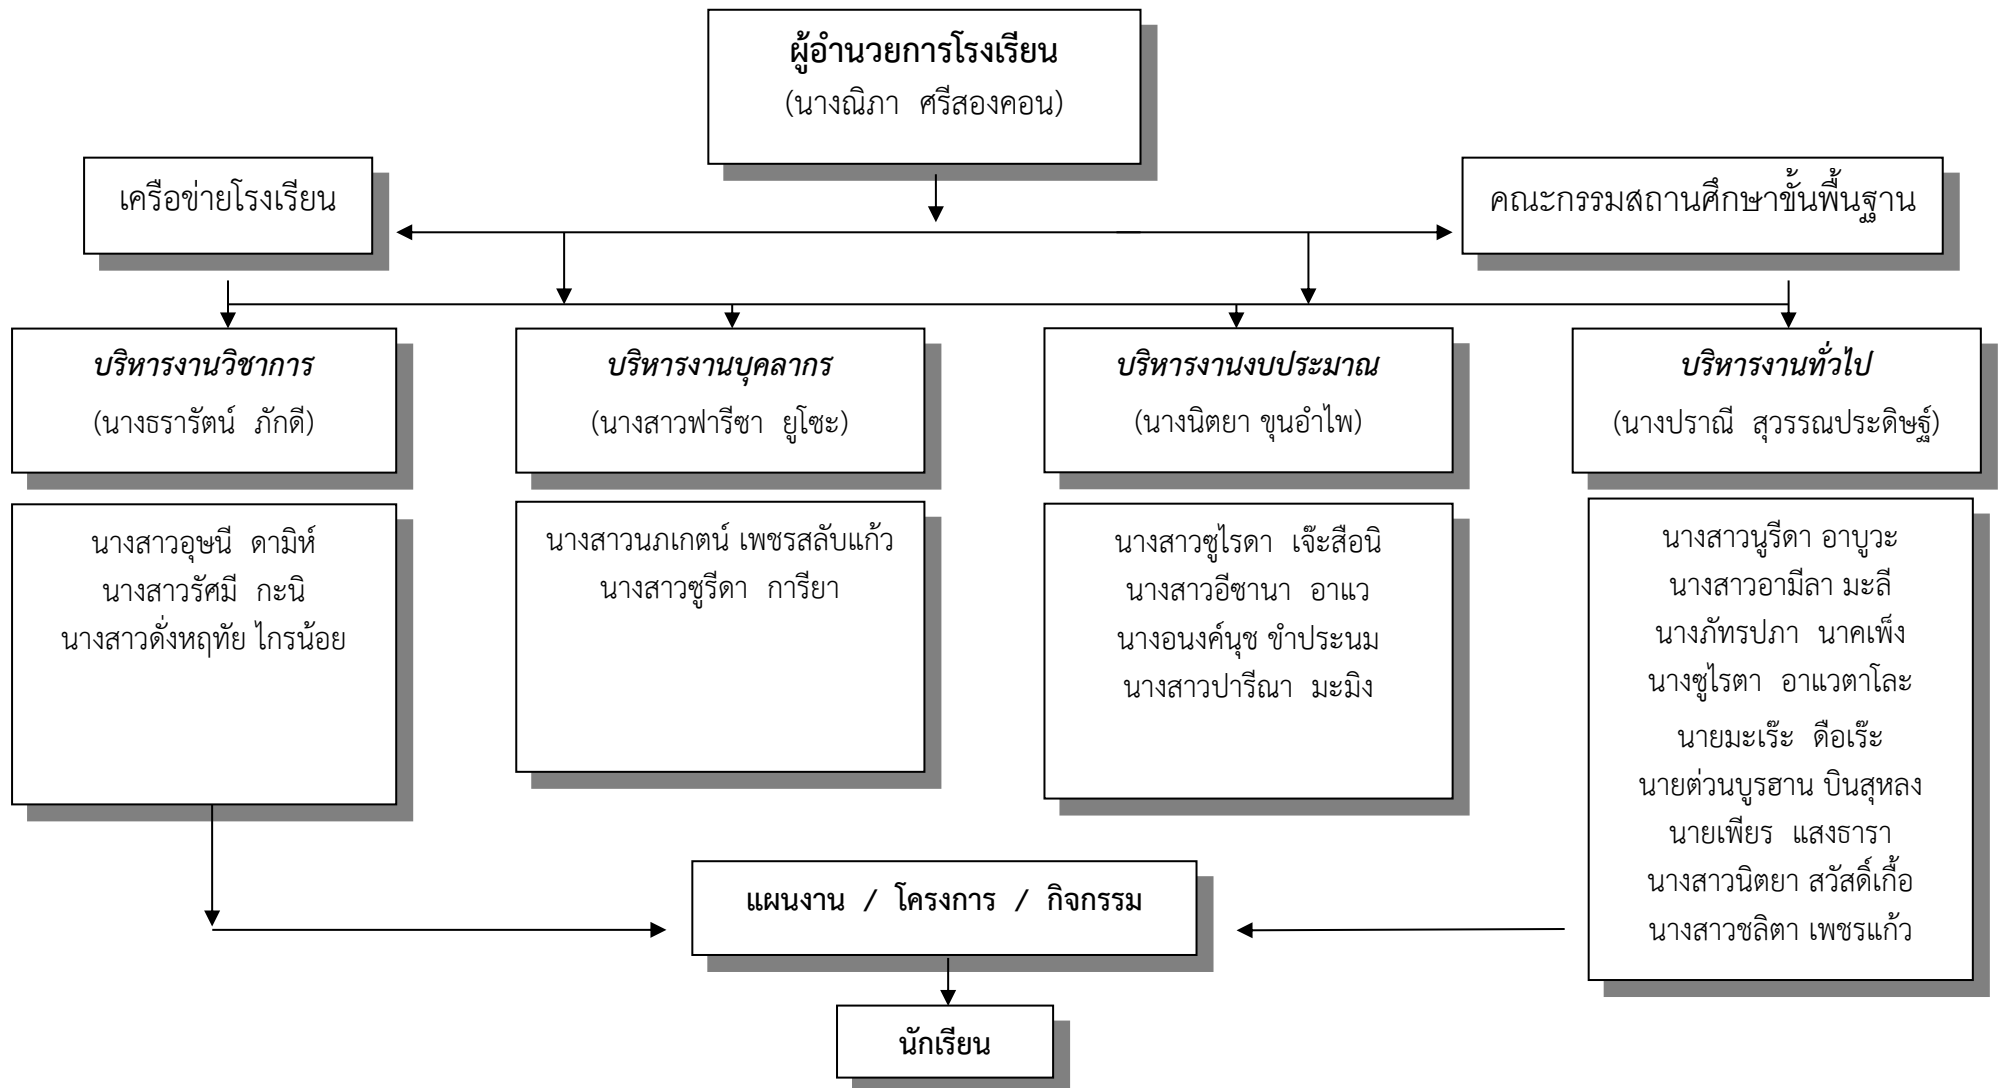 ผู้อำนวยการโรงเรียน
(นางณิภา ศรีสองคอน)
เครือข่ายโรงเรียน
คณะกรรมสถานศึกษาขั้นพื้นฐาน
บริหารงานวิชาการ
(นางธรารัตน์ ภักดี)
บริหารงานบุคลากร
(นางสาวฟารีซา ยูโซะ)
บริหารงานงบประมาณ
(นางนิตยา ขุนอำไพ)
บริหารงานทั่วไป
(นางปราณี สุวรรณประดิษฐ์)
นางสาวอุษนี ดามิห์
นางสาวรัศมี กะนิ
นางสาวดั่งหฤทัย ไกรน้อย
นางสาวนภเกตน์ เพชรสลับแก้ว
นางสาวซูรีดา การียา
นางสาวซูไรดา เจ๊ะสือนิ
นางสาวอีซานา อาแว
นางอนงค์นุช ขำประนม
นางสาวปารีณา มะมิง
นางสาวนูรีดา อาบูวะ
นางสาวอามีลา มะลี
นางภัทรปภา นาคเพ็ง
นางซูไรตา อาแวตาโละ
นายมะเร๊ะ ดือเร๊ะ
นายต่วนบูรฮาน บินสุหลง
นายเพียร แสงธารา
นางสาวนิตยา สวัสดิ์เกื้อ
นางสาวชลิตา เพชรแก้ว
แผนงาน / โครงการ / กิจกรรม
นักเรียน